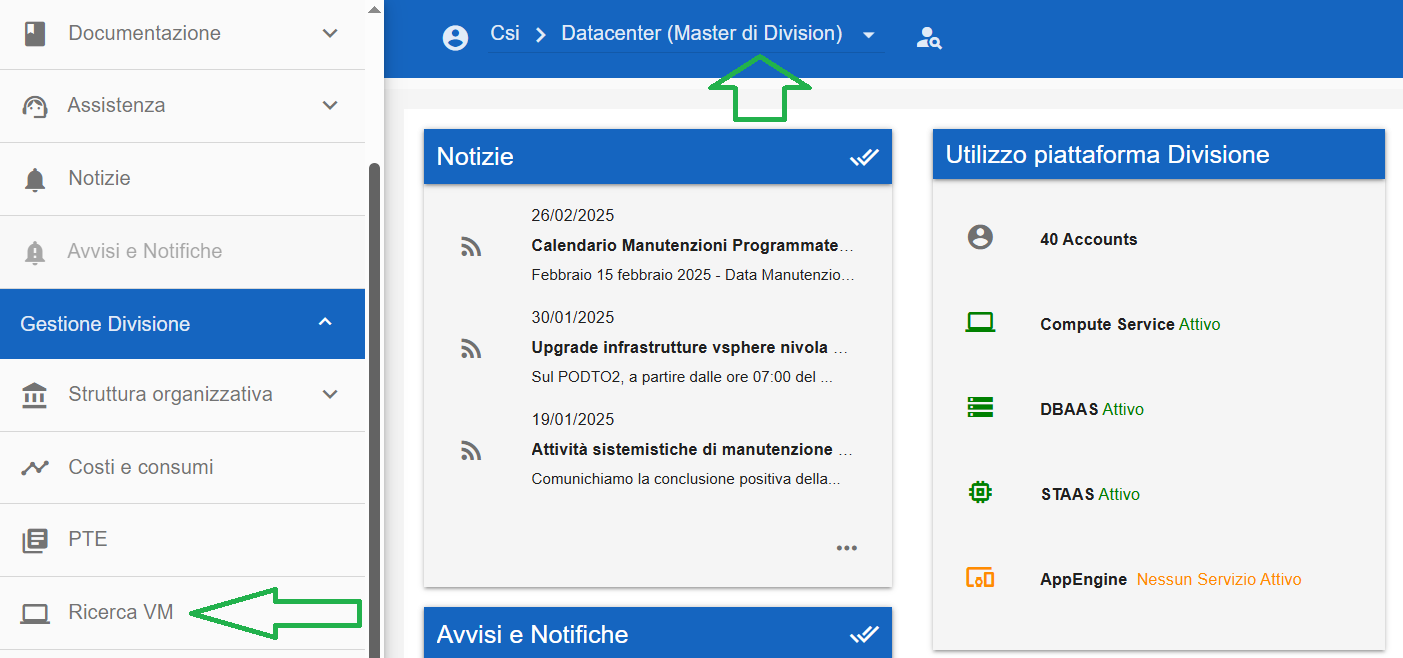 Documentazione
Assistenza
Notizie
Avvisi e Notifiche
Gestione Divisione
Struttura organizzativa
Costi e consumi
PTE
Ricerca VM
Csi > Datacenter (Master di Division)
Notizie
26/02/2025
Calendario Manutenzioni Programmate...
Febbraio 15 febbraio 2025 - Data Manutenzio...
30/01/2025
Upgrade infrastrutture vsphere nivola ...
Sul PODTO2, a partire dalle ore 07:00 del ...
19/01/2025
Attività sistemistiche di manutenzione ...
Comunichiamo la conclusione positiva della...
Avvisi e Notifiche
Utilizzo piattaforma Divisione
40 Accounts
Compute Service Attivo
DBAAS Attivo
STAAS Attivo
AppEngine Nessun Servizio Attivo